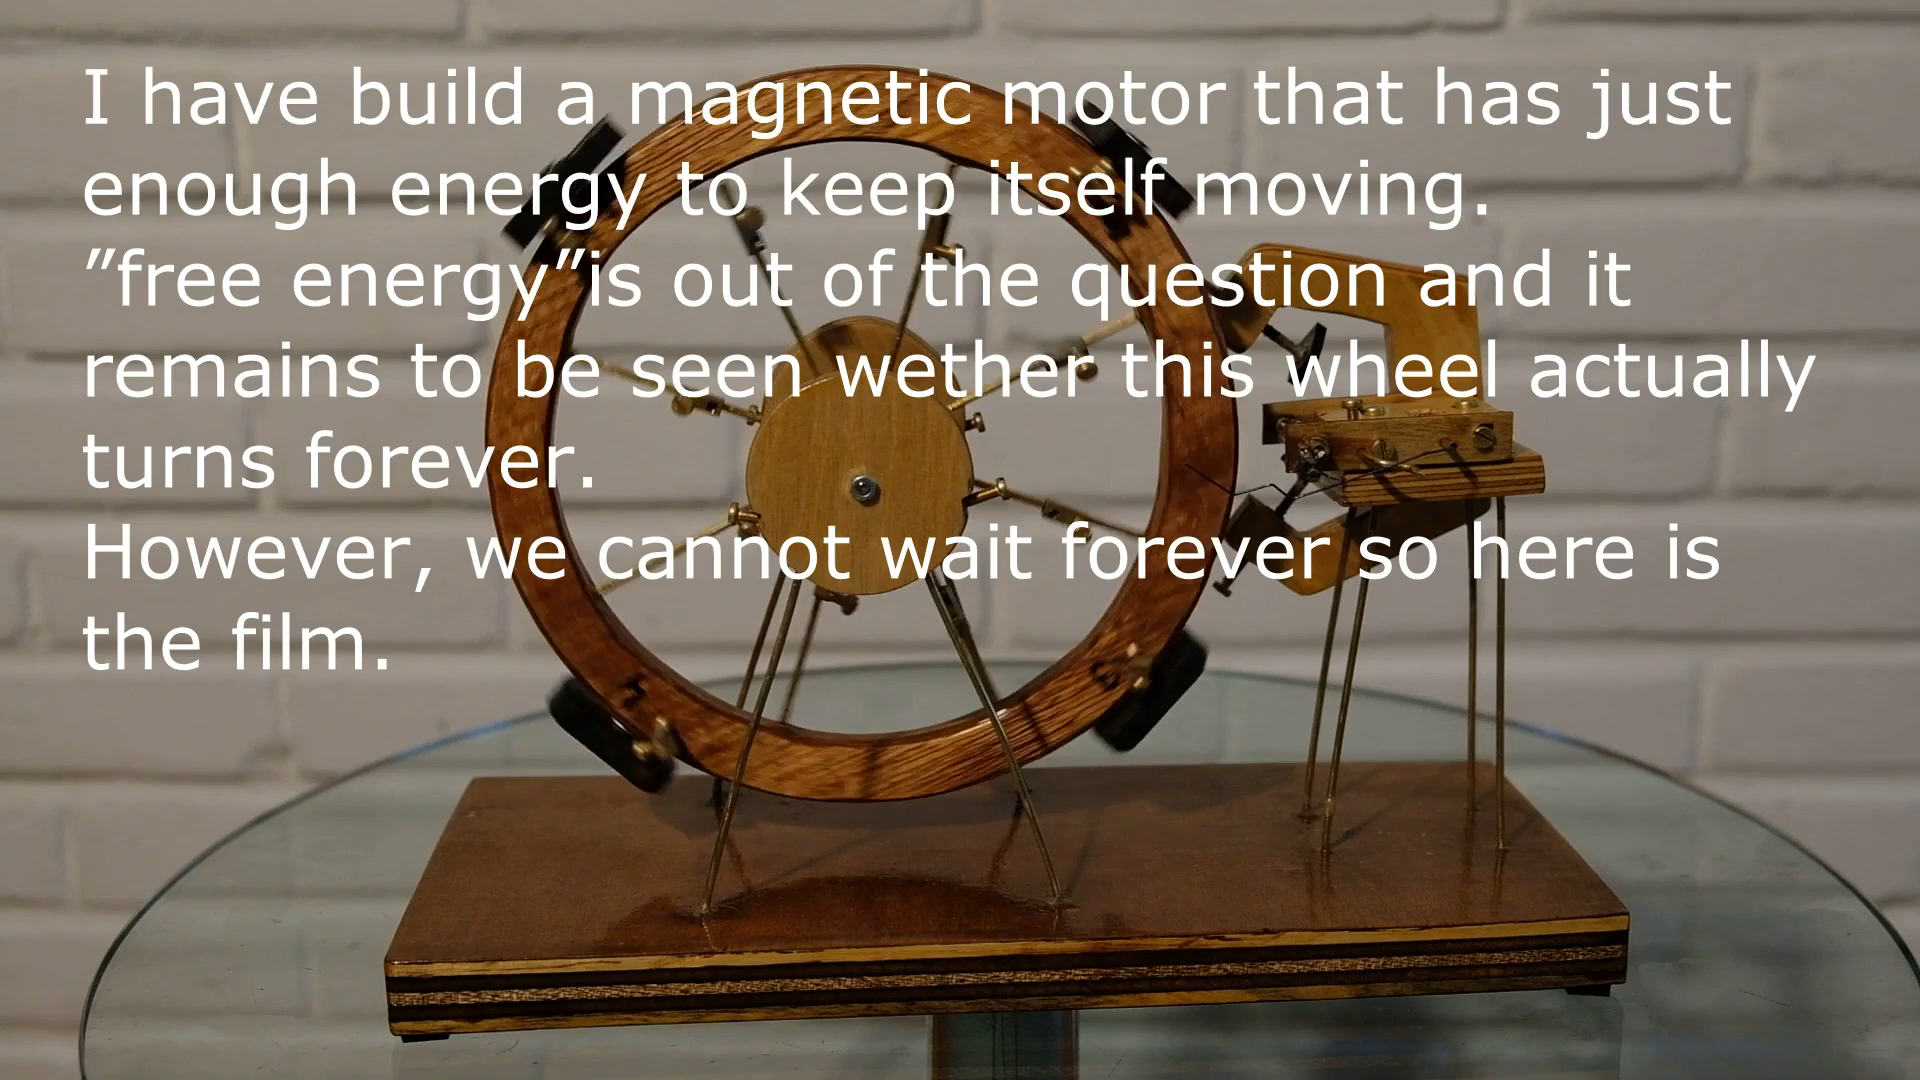 I have build a magnetic motor that has just
enough energy to keep itself moving.
”free energy”is out of the question and it
remains to be seen wether this wheel actually
turns forever.
However, we cannot wait forever so here is
the film.